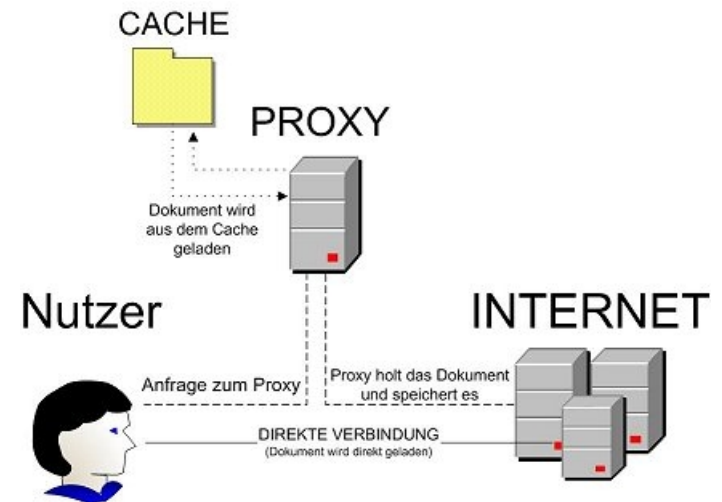 CACHE
PROXY
Dokument wird
aus dem Cache
geladen
Nutzer
INTERNET
Anfrage zum Proxy
Proxy holt das Dokument
und speichert es
DIREKTE VERBINDUNG
(Dokument wird direkt geladen)